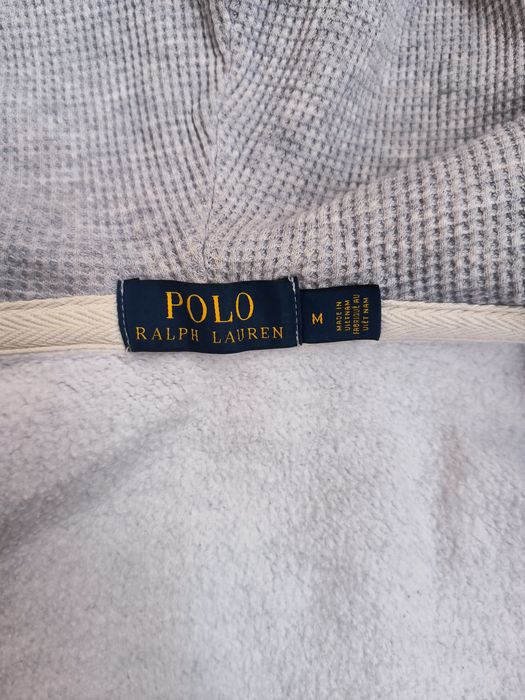 POLO
RALPH LAUREN
M
MADE IN
VIETNAM
FABRIQUÉ AU
VIET NAM